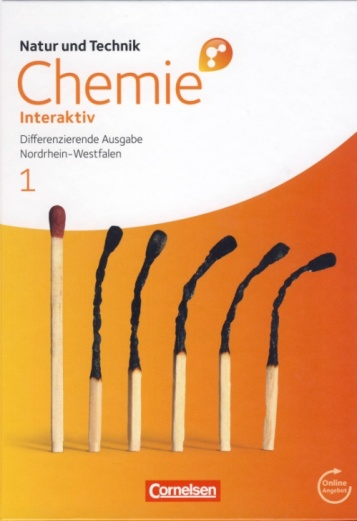 Natur und Technik
Chemie
Interaktiv
Differenzierende Ausgabe
Nordrhein-Westfalen
1
Online
Angebot
Cornelsen